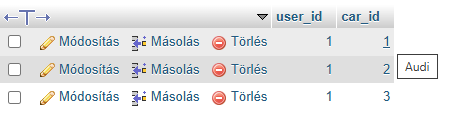 user_id car_id
Módosítás Másolás Törlés 1 1
Módosítás Másolás Törlés 1 2
Audi
Módosítás Másolás Törlés 1 3